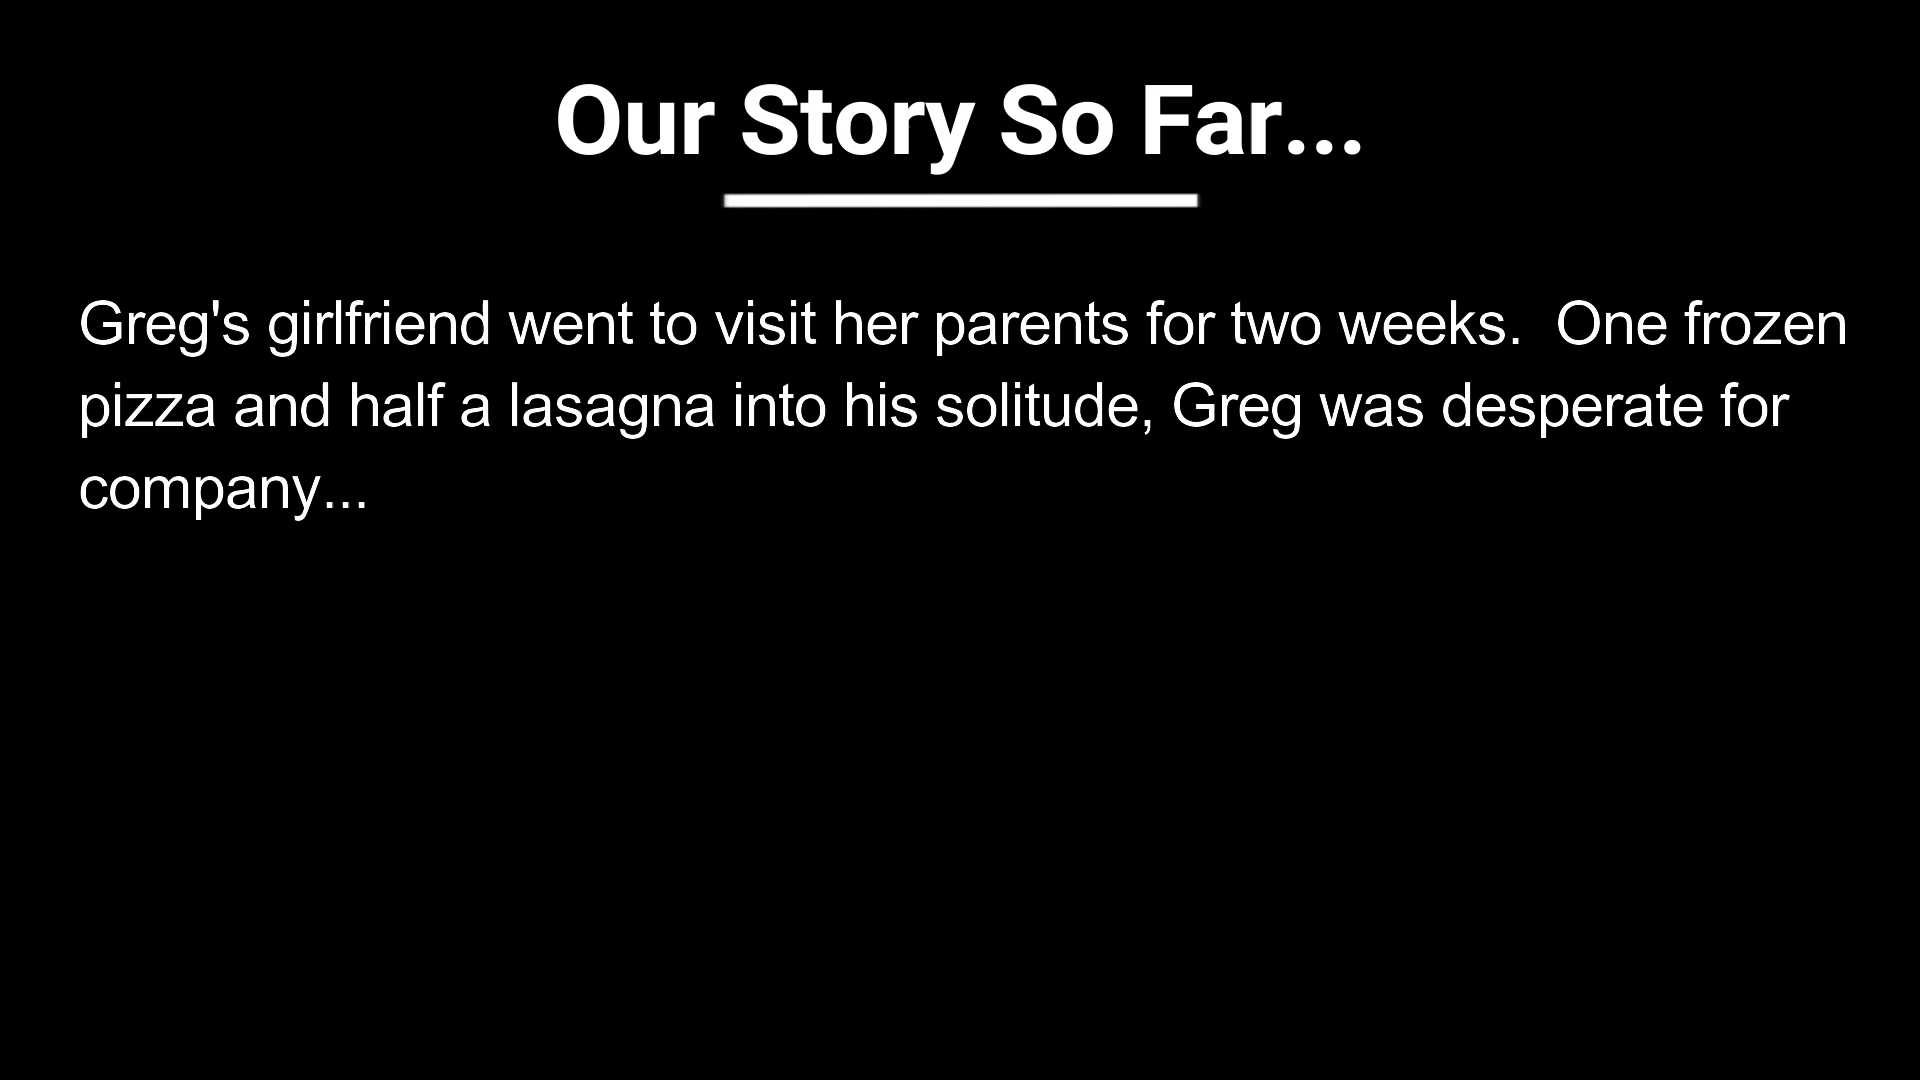 Our Story So Far...
Greg's girlfriend went to visit her parents for two weeks.  One frozen
pizza and half a lasagna into his solitude, Greg was desperate for
company...